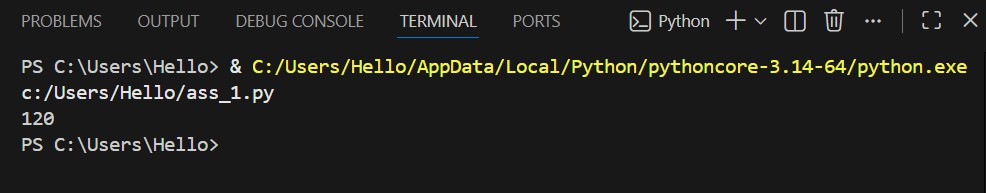 PROBLEMS OUTPUT DEBUG CONSOLE TERMINAL PORTS Python
PS C:\Users\Hello> & C:/Users/Hello/AppData/Local/Python/pythoncore-3.14-64/python.exe
c:/Users/Hello/ass_1.py
120
PS C:\Users\Hello>